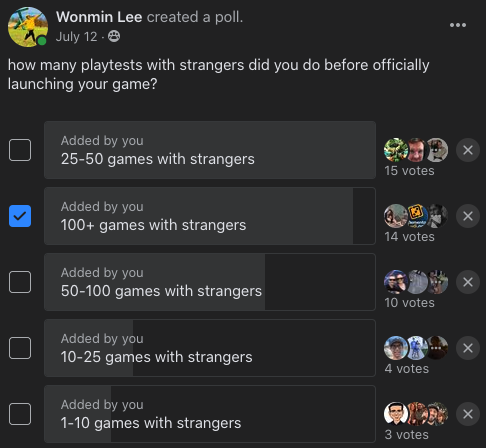 Wonmin Lee created a poll.
July 12 ·
how many playtests with strangers did you do before officially
launching your game?
Added by you
25-50 games with strangers
15 votes
Added by you
100+ games with strangers
14 votes
Added by you
50-100 games with strangers
10 votes
Added by you
10-25 games with strangers
4 votes
Added by you
1-10 games with strangers
3 votes